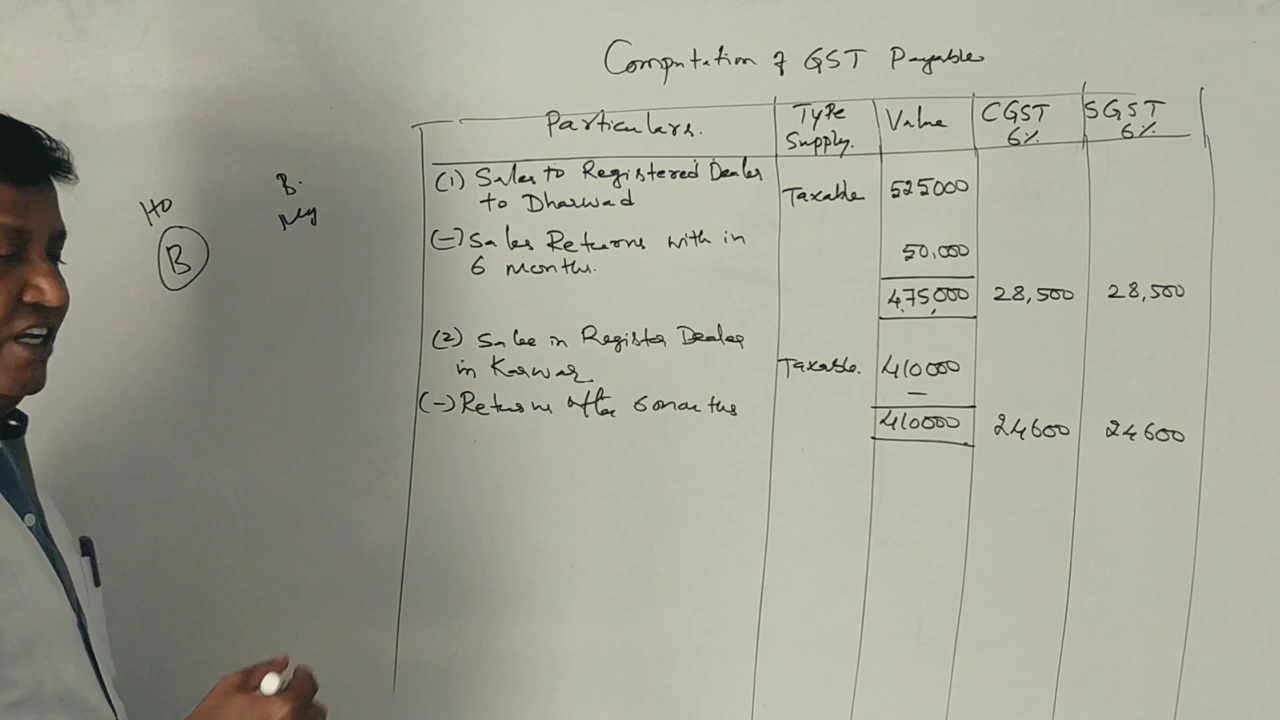 Computation of GST Payable
Particulars.
Type Supply.
Value
CGST 6%
SGST 6%
(1) Sales to Registered Dealer
to Dharwad
Taxable
525000
(-) Sales Returns with in
6 months.
50,000
475,000
28,500
28,500
(2) Sale in Register Dealer
in Karwar
Taxable.
410000
(-) Returns after 6 months
—
410000
24600
24600
HO
B
B.
My